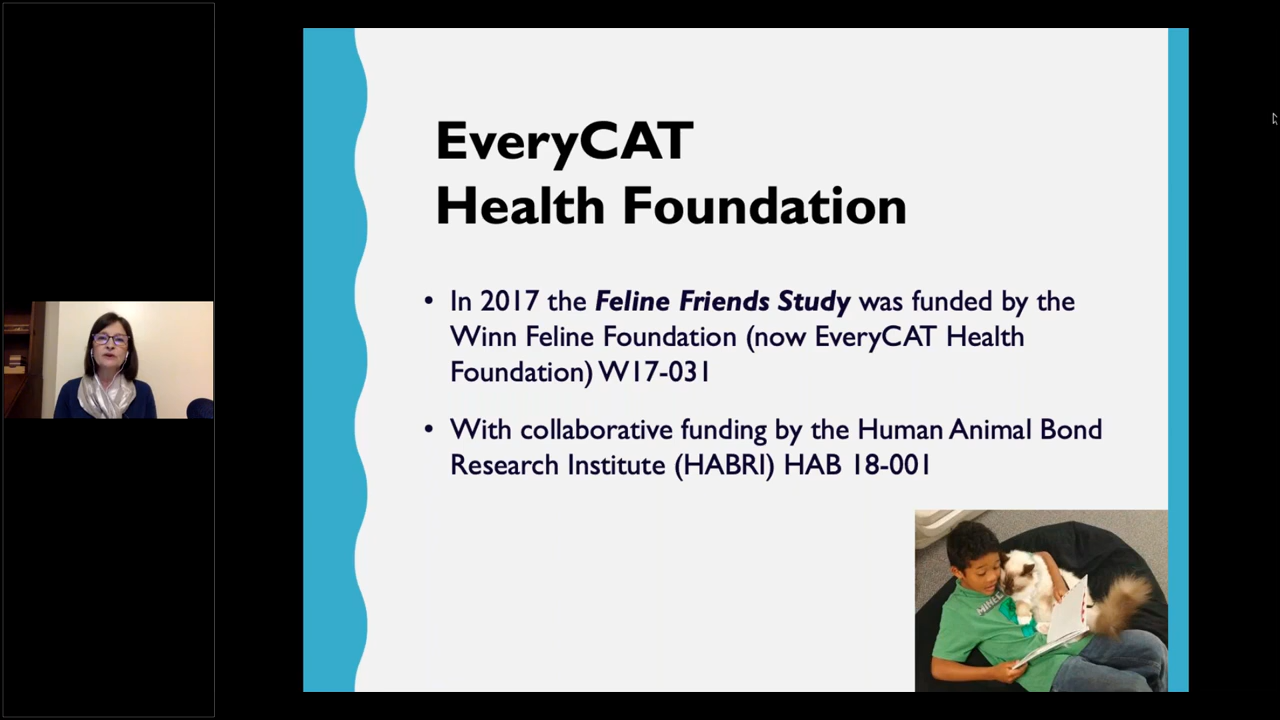 EveryCAT
Health Foundation
• In 2017 the Feline Friends Study was funded by the
Winn Feline Foundation (now EveryCAT Health
Foundation) W17-031
• With collaborative funding by the Human Animal Bond
Research Institute (HABRI) HAB 18-001
MINEC